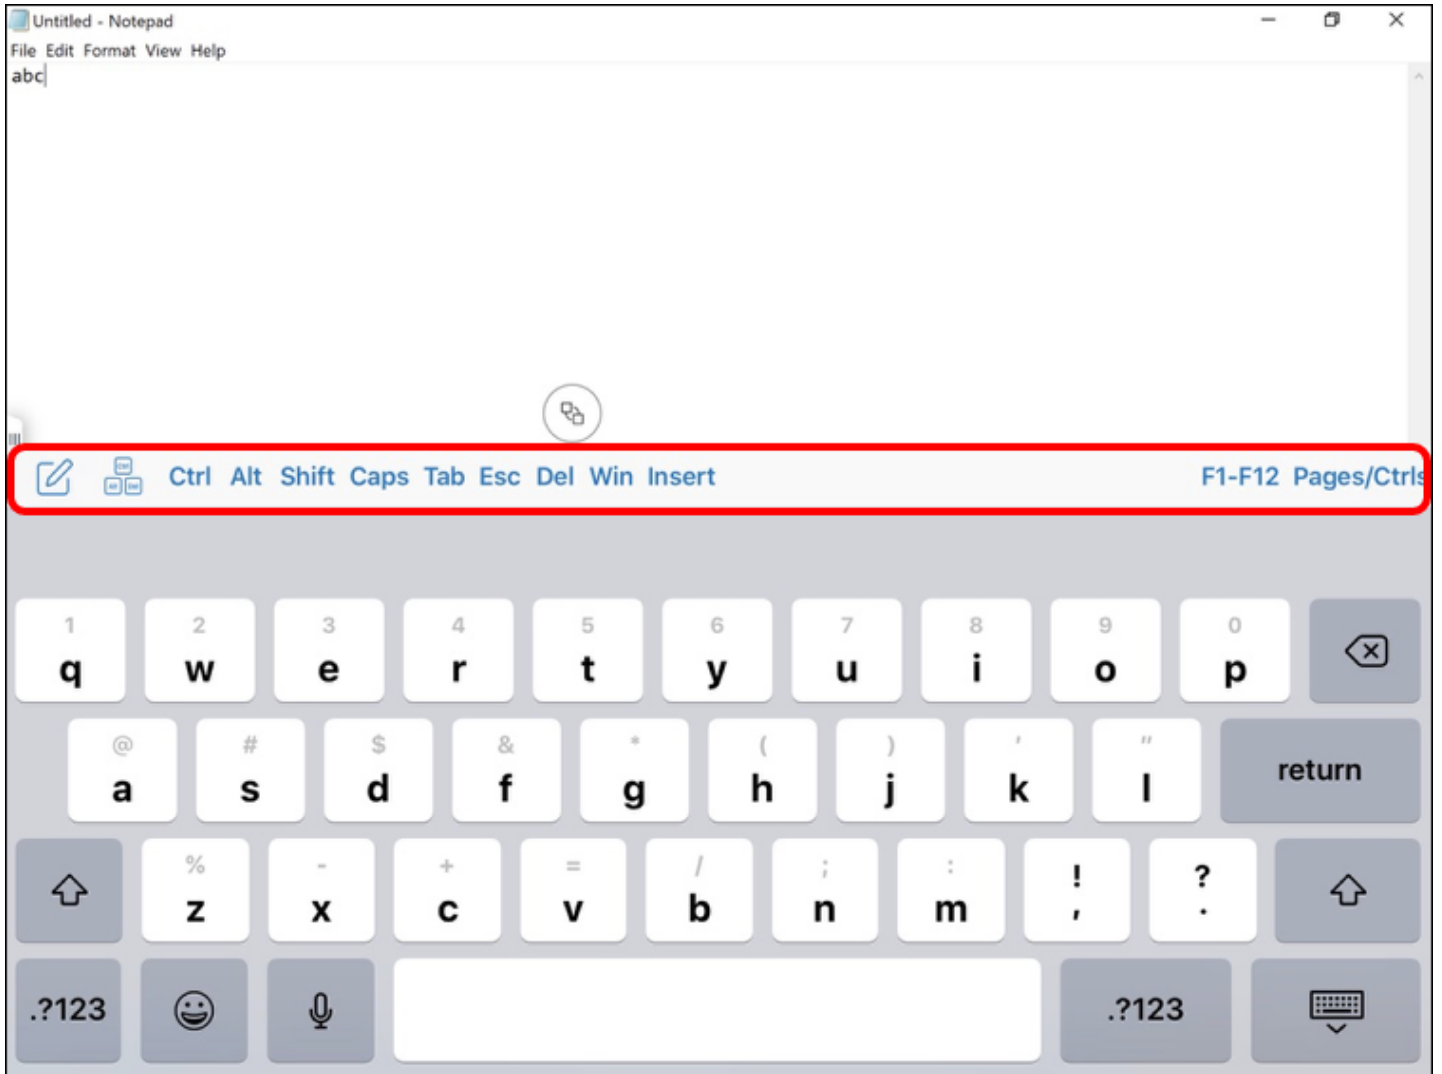 Untitled - Notepad
File Edit Format View Help
abc
Ctrl Alt Shift Caps Tab Esc Del Win Insert F1-F12 Pages/Ctrls
1 2 3 4 5 6 7 8 9 0
q w e r t y u i o p
@ # $ & * ( ) ' "
a s d f g h j k l return
% - + = / ; : ! ?
z x c v b n m , .
.?123 .?123